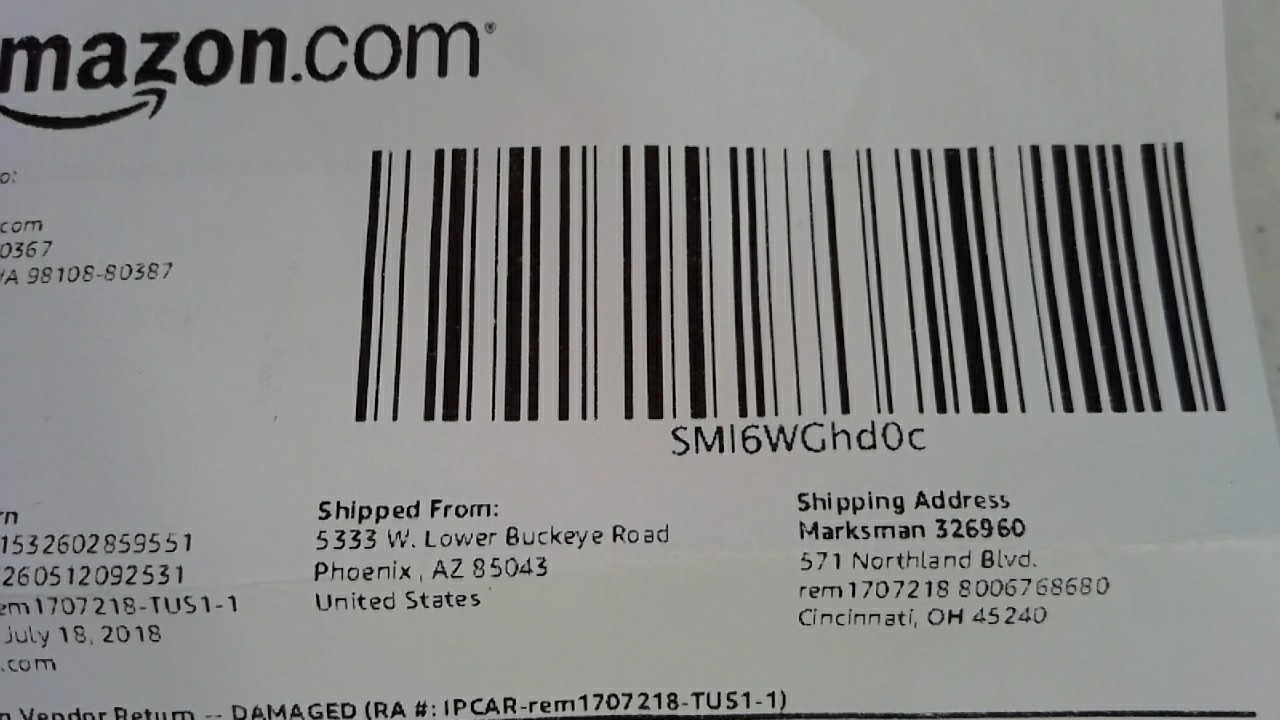 mazon.com
o:
com
0367
/A 98108-80387
SMI6WGhd0c
rn
1532602859551
260512092531
em1707218-TUS1-1
July 18, 2018
.com
Shipped From:
5333 W. Lower Buckeye Road
Phoenix, AZ 85043
United States
Shipping Address
Marksman 326960
571 Northland Blvd.
rem1707218 8006768680
Cincinnati, OH 45240
n Vendor Return -- DAMAGED (RA #: IPCAR-rem1707218-TUS1-1)